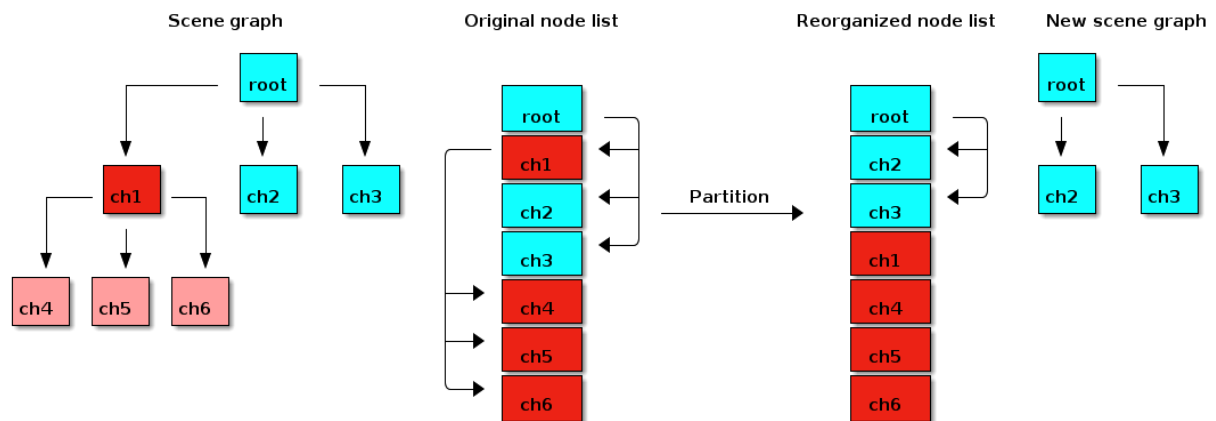 Scene graph
root
ch1
ch2
ch3
ch4
ch5
ch6
Original node list
root
ch1
ch2
ch3
ch4
ch5
ch6
Partition
Reorganized node list
root
ch2
ch3
ch1
ch4
ch5
ch6
New scene graph
root
ch2
ch3